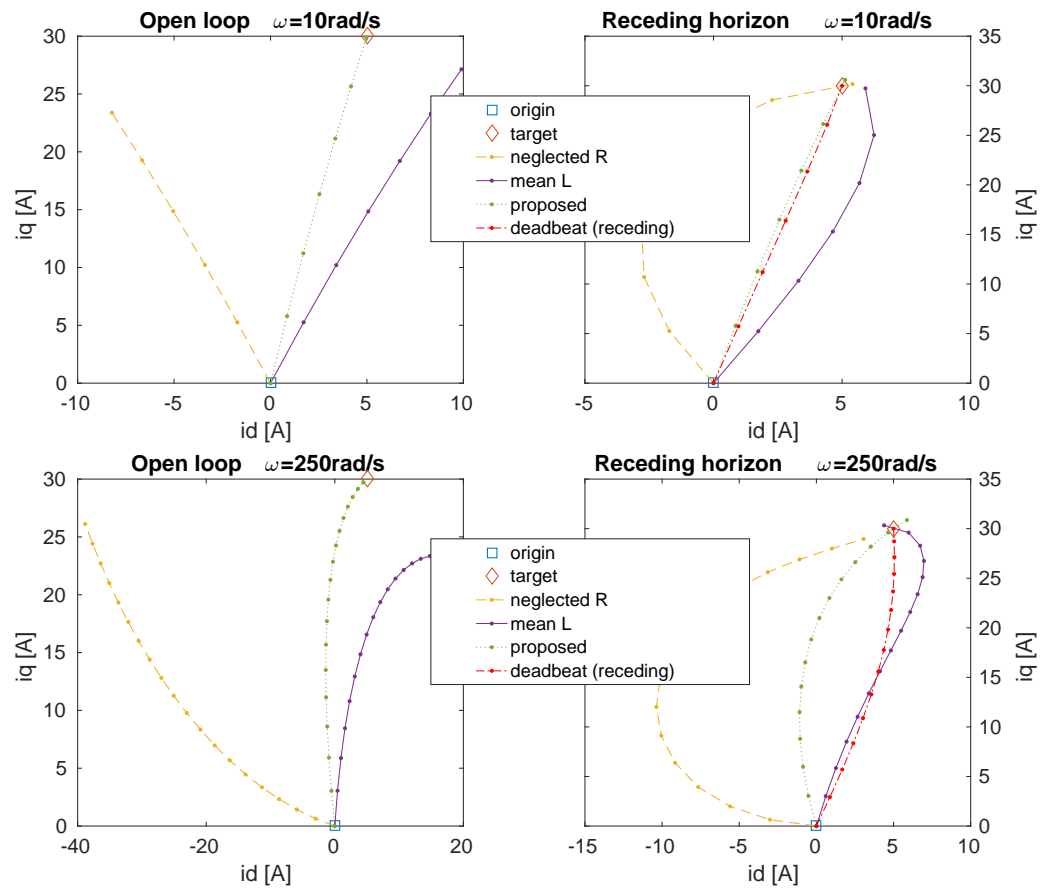 Open loop ω=10rad/s
Receding horizon ω=10rad/s
30
25
20
15
10
5
0
iq [A]
-10
-5
0
5
10
id [A]
35
30
25
20
15
10
5
0
iq [A]
-5
0
5
10
id [A]
origin
target
neglected R
mean L
proposed
deadbeat (receding)
Open loop ω=250rad/s
Receding horizon ω=250rad/s
30
25
20
15
10
5
0
iq [A]
-40
-20
0
20
id [A]
35
30
25
20
15
10
5
0
iq [A]
-15
-10
-5
0
5
10
id [A]
origin
target
neglected R
mean L
proposed
deadbeat (receding)